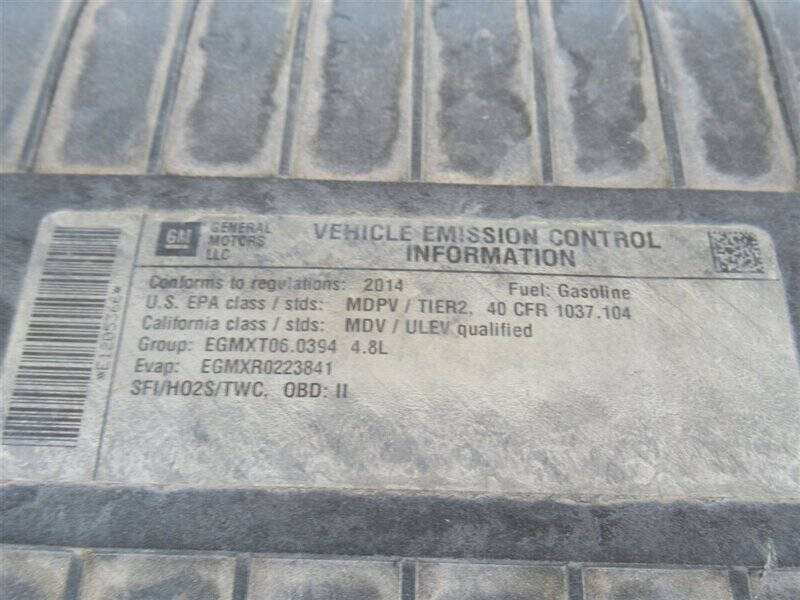 GM GENERAL MOTORS LLC
VEHICLE EMISSION CONTROL
INFORMATION
Conforms to regulations: 2014 Fuel: Gasoline
U.S. EPA class / stds: MDPV / TIER2, 40 CFR 1037.104
California class / stds: MDV / ULEV qualified
Group: EGMXT06.0394 4.8L
Evap: EGMXR0223841
SFI/HO2S/TWC, OBD: II
*E1205366*